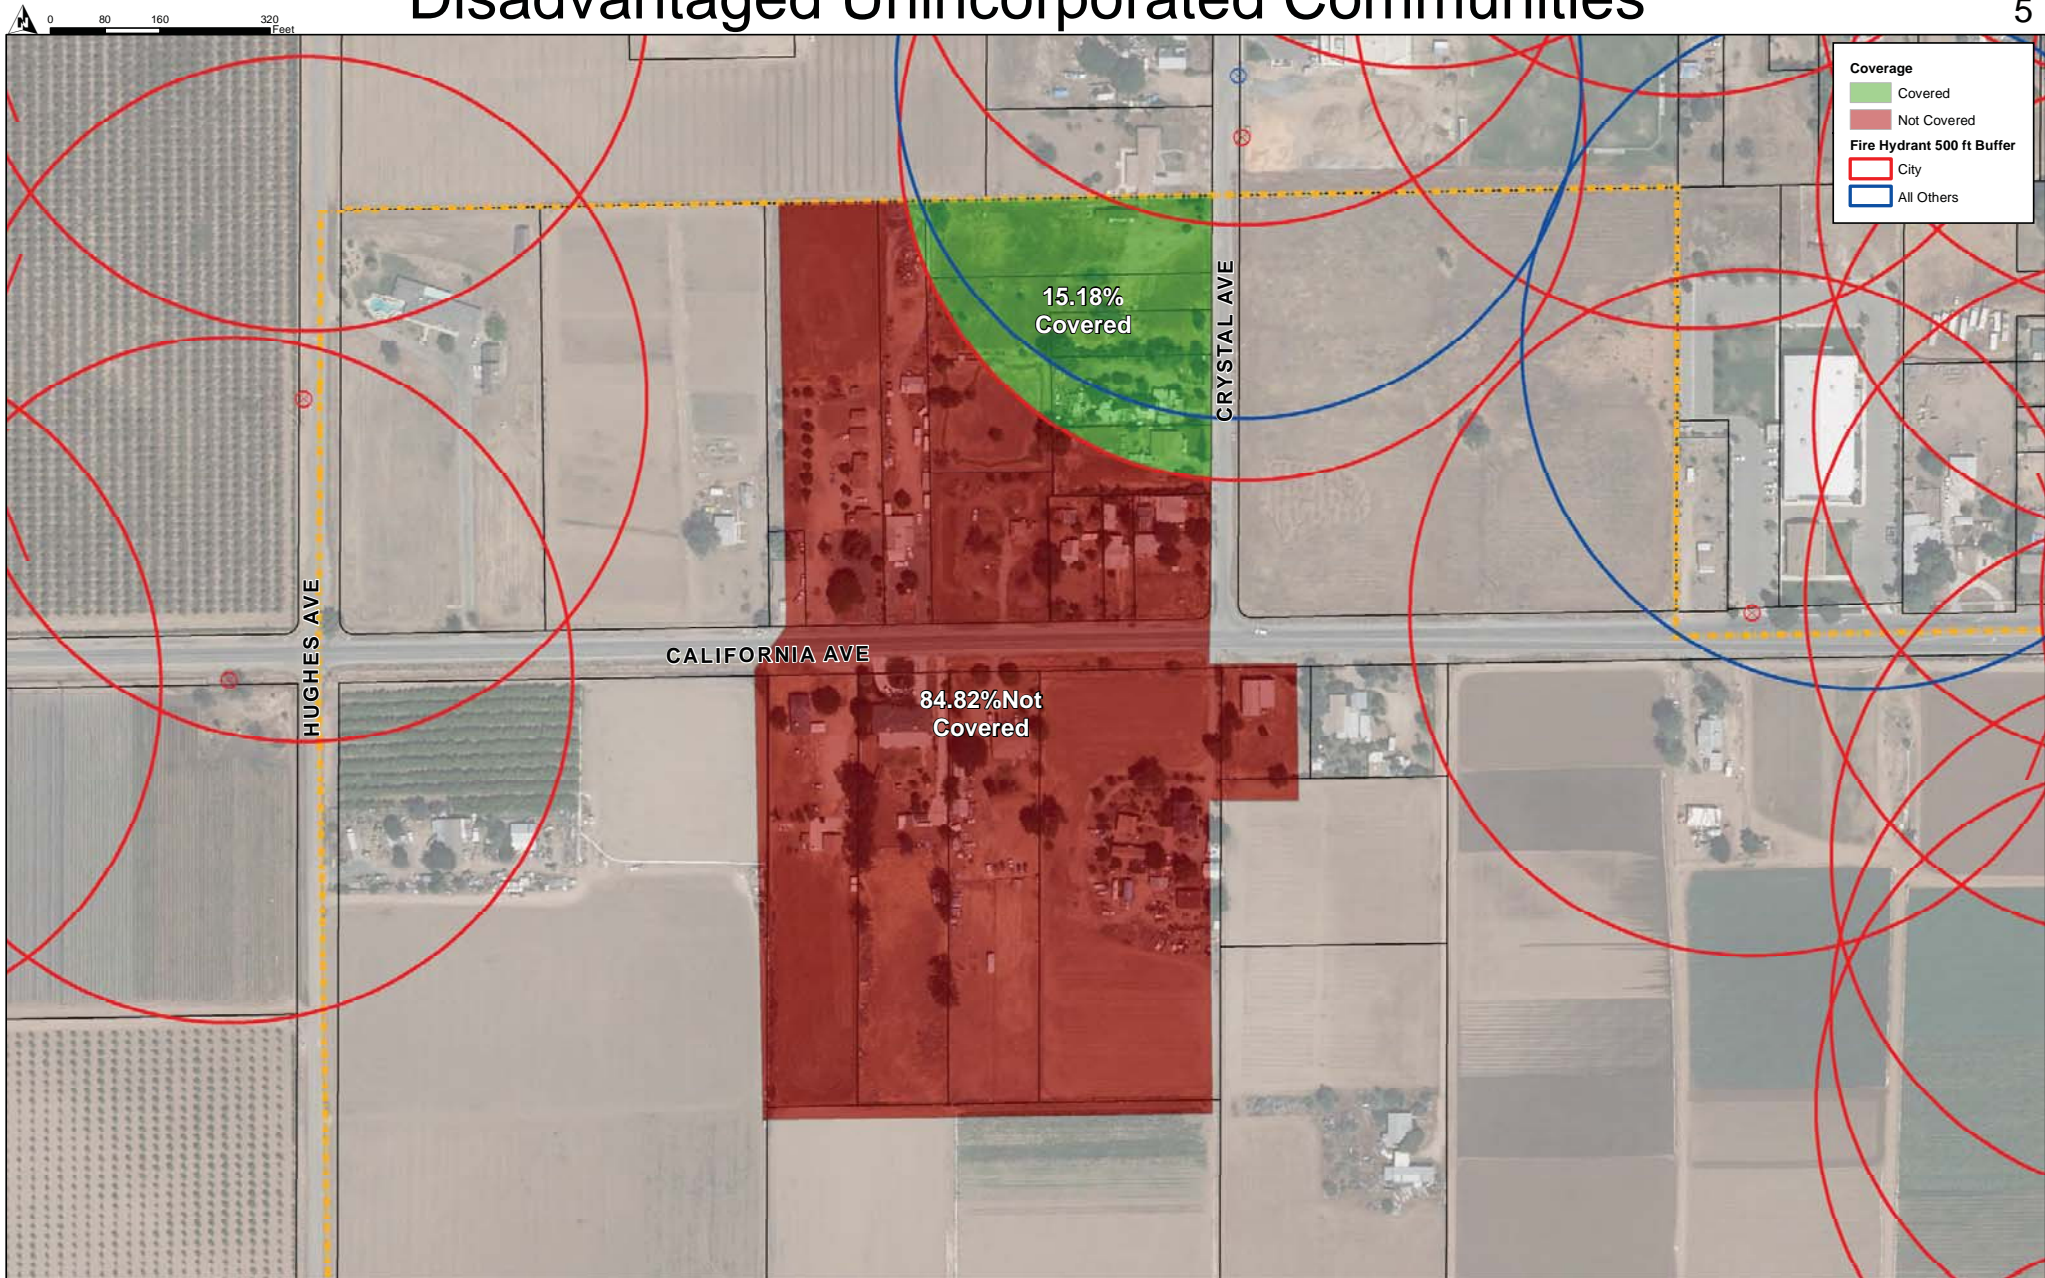 Disadvantaged Unincorporated Communities
5
0 80 160 320
Feet
Coverage
Covered
Not Covered
Fire Hydrant 500 ft Buffer
City
All Others
15.18%
Covered
CRYSTAL AVE
HUGHES AVE
CALIFORNIA AVE
84.82%Not
Covered